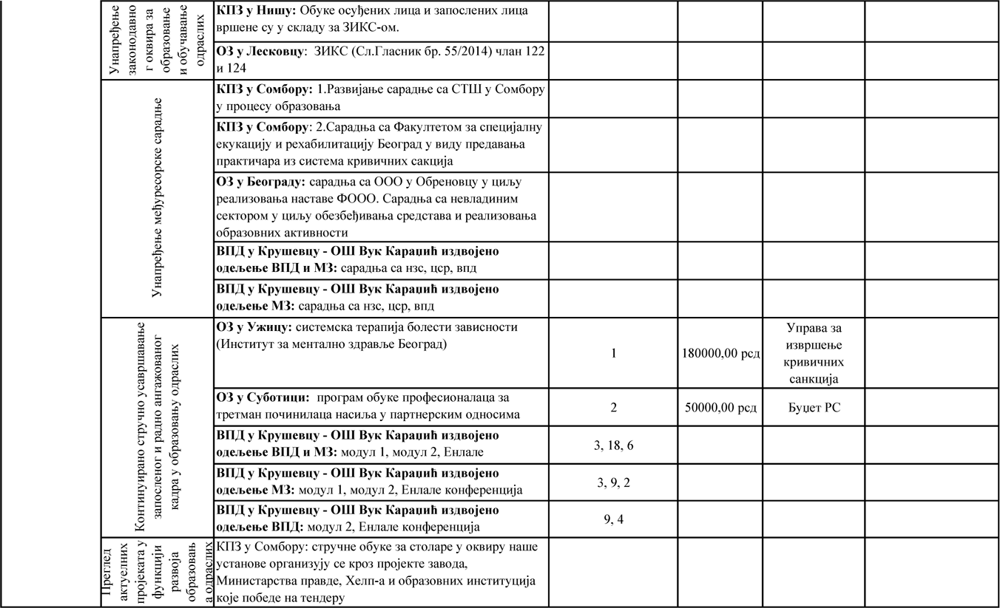 Унапређење
законодавно
г оквира за
образовање
и обучавање
одраслих
КПЗ у Нишу: Обуке осуђених лица и запослених лица
вршене су у складу за ЗИКС-ом.
ОЗ у Лесковцу:  ЗИКС (Сл.Гласник бр. 55/2014) члан 122
и 124
Унапређење међуресорске сарадње
КПЗ у Сомбору: 1.Развијање сарадње са СТШ у Сомбору
у процесу образовања
КПЗ у Сомбору: 2.Сарадња са Факултетом за специјалну
екукацију и рехабилитацију Београд у виду предавања
практичара из система кривичних сакција
ОЗ у Београду: сарадња са ООО у Обреновцу у циљу
реализовања наставе ФООО. Сарадња са невладиним
сектором у циљу обезбеђивања средстава и реализовања
образовних активности
ВПД у Крушевцу - ОШ Вук Караџић издвојено
одељење ВПД и МЗ: сарадња са нзс, цср, впд
ВПД у Крушевцу - ОШ Вук Караџић издвојено
одељење МЗ: сарадња са нзс, цср, впд
Континуирано стручно усавршавање
запосленог и радно ангажованог
кадра у образовању одраслих
ОЗ у Ужицу: системска терапија болести зависности
(Институт за ментално здравље Београд)
1
180000,00 рсд
Управа за
извршење
кривичних
санкција
ОЗ у Суботици:  програм обуке професионалаца за
третман починилаца насиља у партнерским односима
2
50000,00 рсд
Буџет РС
ВПД у Крушевцу - ОШ Вук Караџић издвојено
одељење ВПД и МЗ: модул 1, модул 2, Енлале
3, 18, 6
ВПД у Крушевцу - ОШ Вук Караџић издвојено
одељење МЗ: модул 1, модул 2, Енлале конференција
3, 9, 2
ВПД у Крушевцу - ОШ Вук Караџић издвојено
одељење ВПД: модул 2, Енлале конференција
9, 4
Преглед
актуелних
пројеката у
функцији
развоја
образовањ
а одраслих
КПЗ у Сомбору: стручне обуке за столаре у оквиру наше
установе организују се кроз пројекте завода,
Министарства правде, Хелп-а и образовних институција
које победе на тендеру